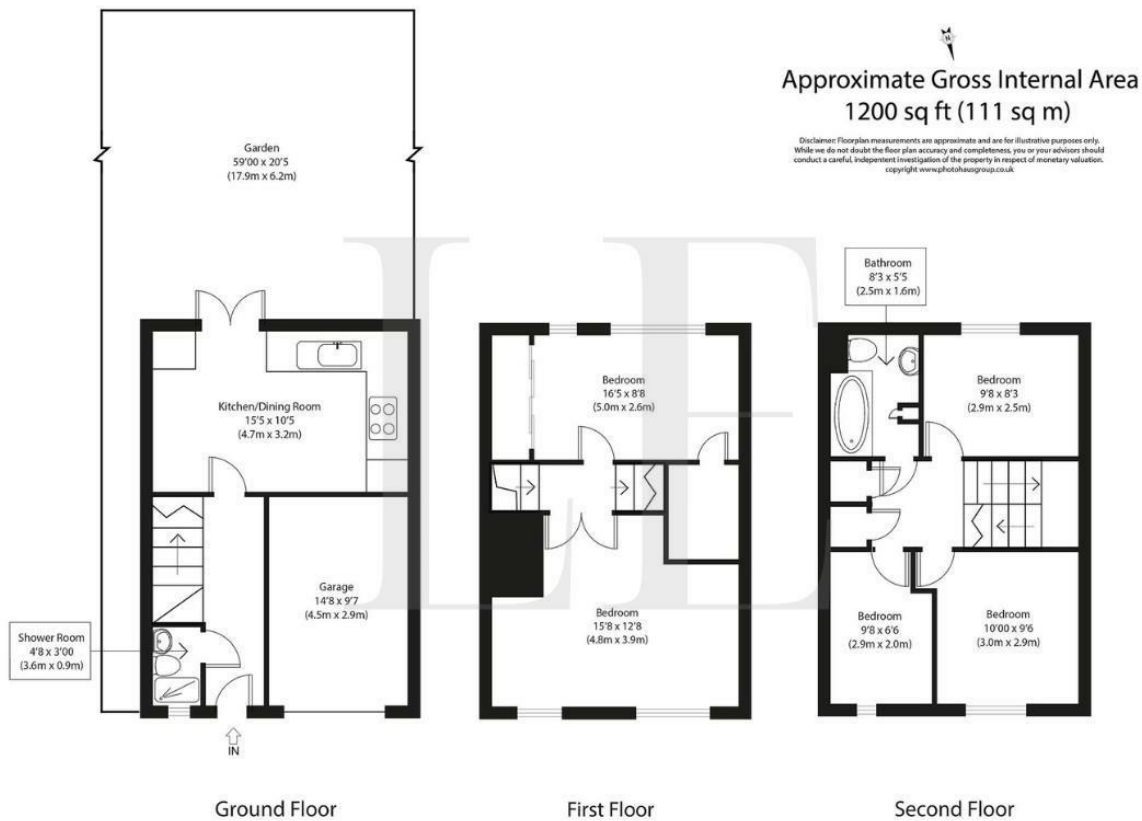 N
Approximate Gross Internal Area
1200 sq ft (111 sq m)
Disclaimer: Floorplan measurements are approximate and are for illustrative purposes only.
While we do not doubt the floor plan accuracy and completeness, you or your advisors should
conduct a careful, independent investigation of the property in respect of monetary valuation.
copyright www.photohausgroup.co.uk
Garden
59'00 x 20'5
(17.9m x 6.2m)
Kitchen/Dining Room
15'5 x 10'5
(4.7m x 3.2m)
Garage
14'8 x 9'7
(4.5m x 2.9m)
Shower Room
4'8 x 3'00
(3.6m x 0.9m)
IN
Ground Floor
Bedroom
16'5 x 8'8
(5.0m x 2.6m)
Bedroom
15'8 x 12'8
(4.8m x 3.9m)
First Floor
Bathroom
8'3 x 5'5
(2.5m x 1.6m)
Bedroom
9'8 x 8'3
(2.9m x 2.5m)
Bedroom
9'8 x 6'6
(2.9m x 2.0m)
Bedroom
10'00 x 9'6
(3.0m x 2.9m)
Second Floor
LE